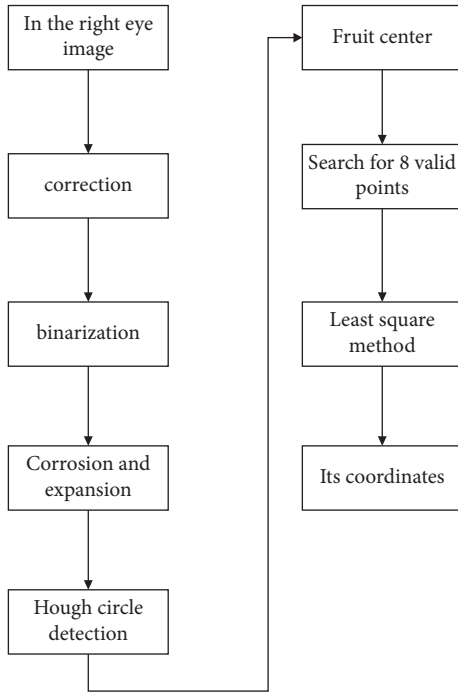 In the right eye
image
correction
binarization
Corrosion and
expansion
Hough circle
detection
Fruit center
Search for 8 valid
points
Least square
method
Its coordinates